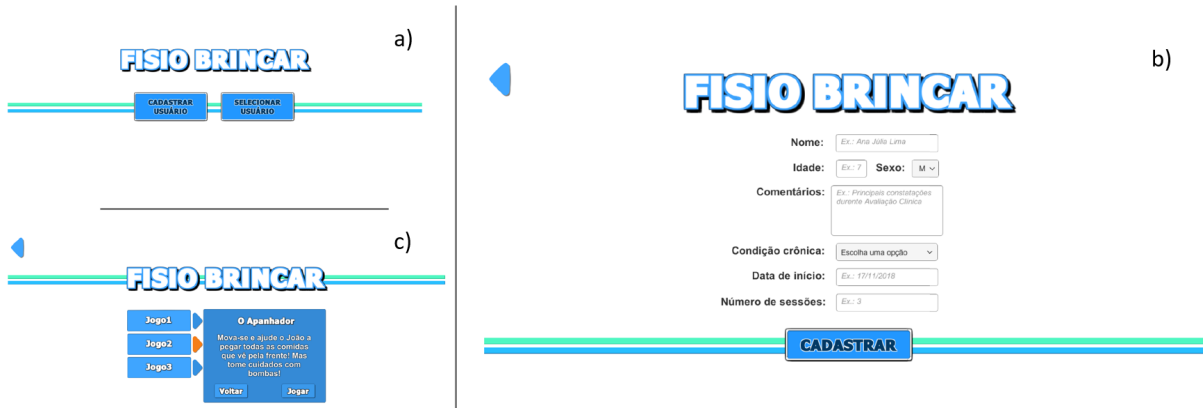 a)
FISIO BRINCAR
CADASTRAR
USUÁRIO
SELECIONAR
USUÁRIO
b)
FISIO BRINCAR
Nome: Ex.: Ana Júlia Lima
Idade: Ex.: 7 Sexo: M
Comentários: Ex.: Principais constatações
durente Avaliação Clínica
Condição crônica: Escolha uma opção
Data de início: Ex.: 17/11/2018
Número de sessões: Ex.: 3
CADASTRAR
c)
FISIO BRINCAR
Jogo1
Jogo2
Jogo3
O Apanhador
Mova-se e ajude o João a
pegar todas as comidas
que vê pela frente! Mas
tome cuidados com
bombas!
Voltar Jogar